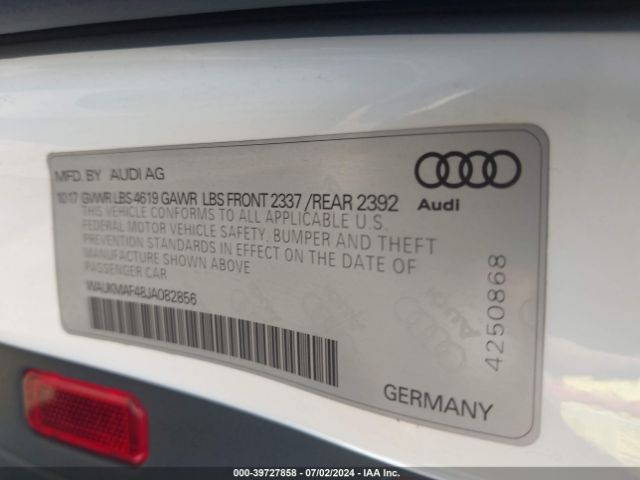 MFD. BY AUDI AG
10.17 GVWR LBS 4619 GAWR LBS FRONT 2337 / REAR 2392
THIS VEHICLE CONFORMS TO ALL APPLICABLE U.S.
FEDERAL MOTOR VEHICLE SAFETY, BUMPER AND THEFT
PREVENTION STANDARDS IN EFFECT ON THE DATE OF
MANUFACTURE SHOWN ABOVE
PASSENGER CAR
WAUKMAF48JA082856
Audi
4250868
GERMANY
000-39727858 - 07/02/2024 - IAA Inc.